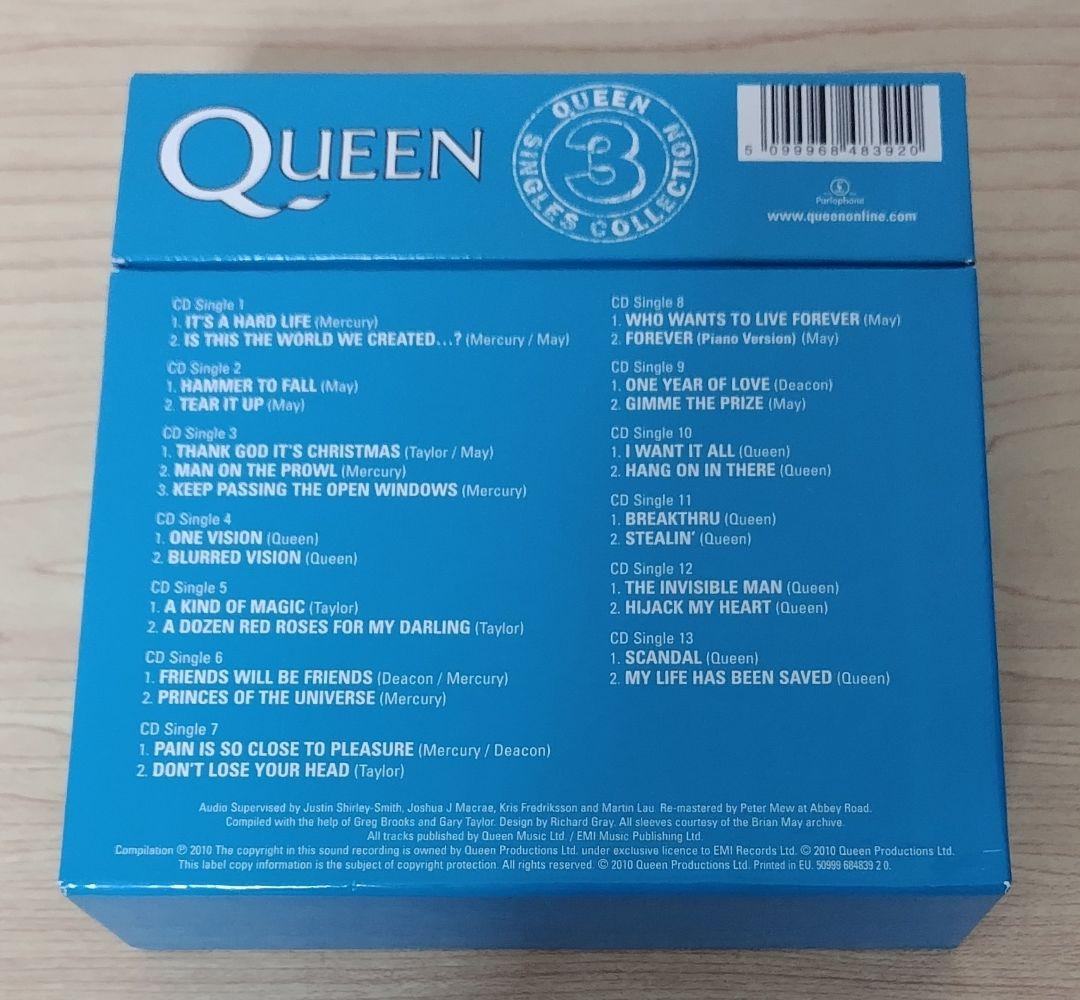 QUEEN
QUEEN
SINGLES COLLECTION
3
5 099968 483920
Parlophone
www.queenonline.com
CD Single 1
1. IT'S A HARD LIFE (Mercury)
2. IS THIS THE WORLD WE CREATED...? (Mercury / May)
CD Single 2
1. HAMMER TO FALL (May)
2. TEAR IT UP (May)
CD Single 3
1. THANK GOD IT'S CHRISTMAS (Taylor / May)
2. MAN ON THE PROWL (Mercury)
3. KEEP PASSING THE OPEN WINDOWS (Mercury)
CD Single 4
1. ONE VISION (Queen)
2. BLURRED VISION (Queen)
CD Single 5
1. A KIND OF MAGIC (Taylor)
2. A DOZEN RED ROSES FOR MY DARLING (Taylor)
CD Single 6
1. FRIENDS WILL BE FRIENDS (Deacon / Mercury)
2. PRINCES OF THE UNIVERSE (Mercury)
CD Single 7
1. PAIN IS SO CLOSE TO PLEASURE (Mercury / Deacon)
2. DON'T LOSE YOUR HEAD (Taylor)
CD Single 8
1. WHO WANTS TO LIVE FOREVER (May)
2. FOREVER (Piano Version) (May)
CD Single 9
1. ONE YEAR OF LOVE (Deacon)
2. GIMME THE PRIZE (May)
CD Single 10
1. I WANT IT ALL (Queen)
2. HANG ON IN THERE (Queen)
CD Single 11
1. BREAKTHRU (Queen)
2. STEALIN' (Queen)
CD Single 12
1. THE INVISIBLE MAN (Queen)
2. HIJACK MY HEART (Queen)
CD Single 13
1. SCANDAL (Queen)
2. MY LIFE HAS BEEN SAVED (Queen)
Audio Supervised by Justin Shirley-Smith, Joshua J Macrae, Kris Fredriksson and Martin Lau. Re-mastered by Peter Mew at Abbey Road.
Compiled with the help of Greg Brooks and Gary Taylor. Design by Richard Gray. All sleeves courtesy of the Brian May archive.
All tracks published by Queen Music Ltd. / EMI Music Publishing Ltd.
Compilation ℗ 2010 The copyright in this sound recording is owned by Queen Productions Ltd. under exclusive licence to EMI Records Ltd. © 2010 Queen Productions Ltd.
This label copy information is the subject of copyright protection. All rights reserved. © 2010 Queen Productions Ltd. Printed in EU. 50999 684839 2 0.